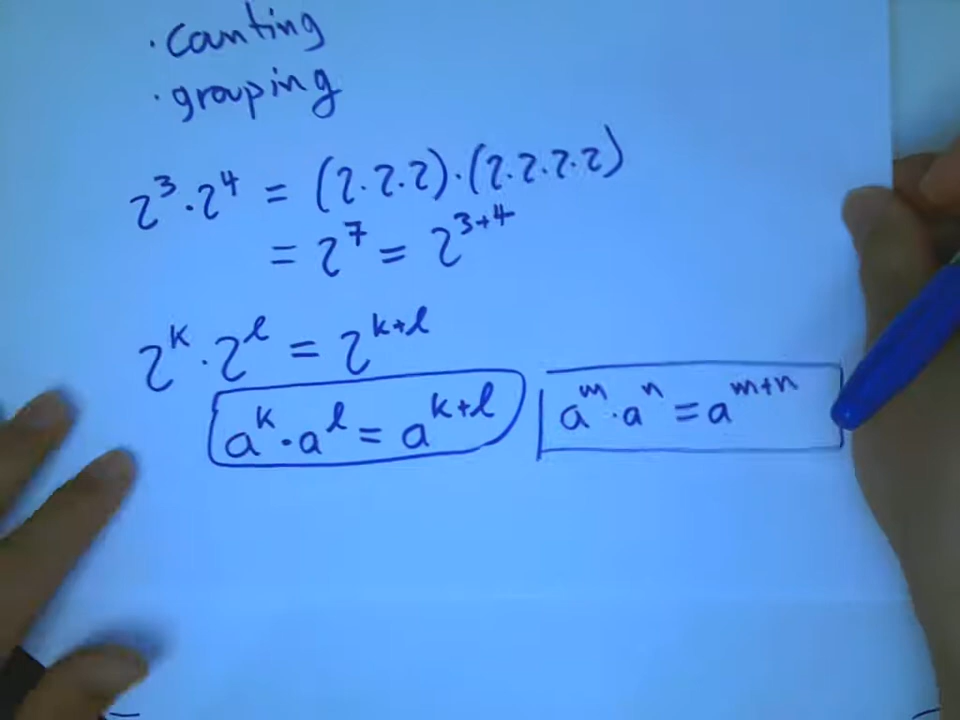 · counting
· grouping
2³ · 2⁴ = (2 · 2 · 2) · (2 · 2 · 2 · 2)
= 2⁷ = 2³⁺⁴
2ᵏ · 2ˡ = 2ᵏ⁺ˡ
aᵏ · aˡ = aᵏ⁺ˡ
aᵐ · aⁿ = aᵐ⁺ⁿ